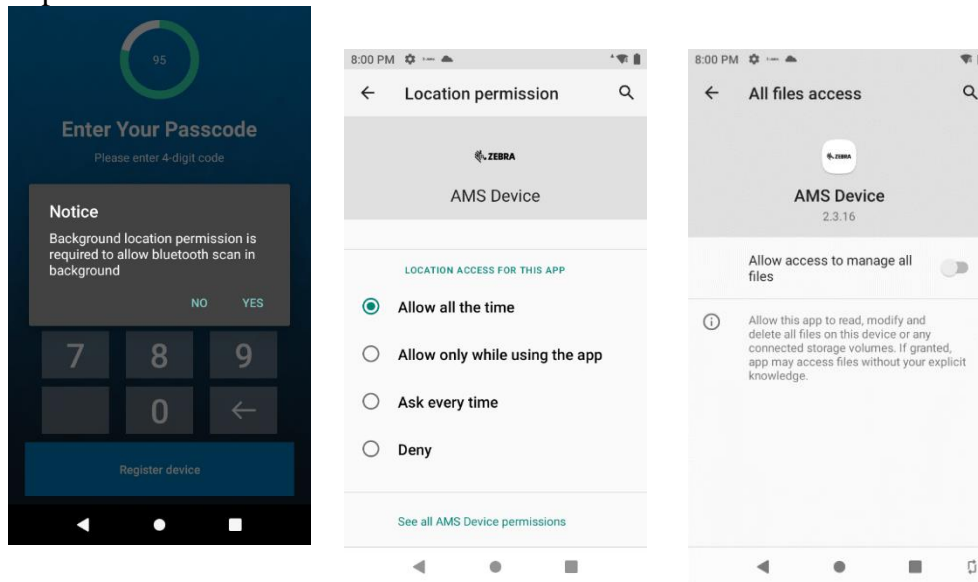 95
Enter Your Passcode
Please enter 4-digit code
Notice
Background location permission is
required to allow bluetooth scan in
background
NO YES
7 8 9
0
Register device
8:00 PM
Location permission
ZEBRA
AMS Device
LOCATION ACCESS FOR THIS APP
Allow all the time
Allow only while using the app
Ask every time
Deny
See all AMS Device permissions
8:00 PM
All files access
ZEBRA
AMS Device
2.3.16
Allow access to manage all
files
Allow this app to read, modify and
delete all files on this device or any
connected storage volumes. If granted,
app may access files without your explicit
knowledge.